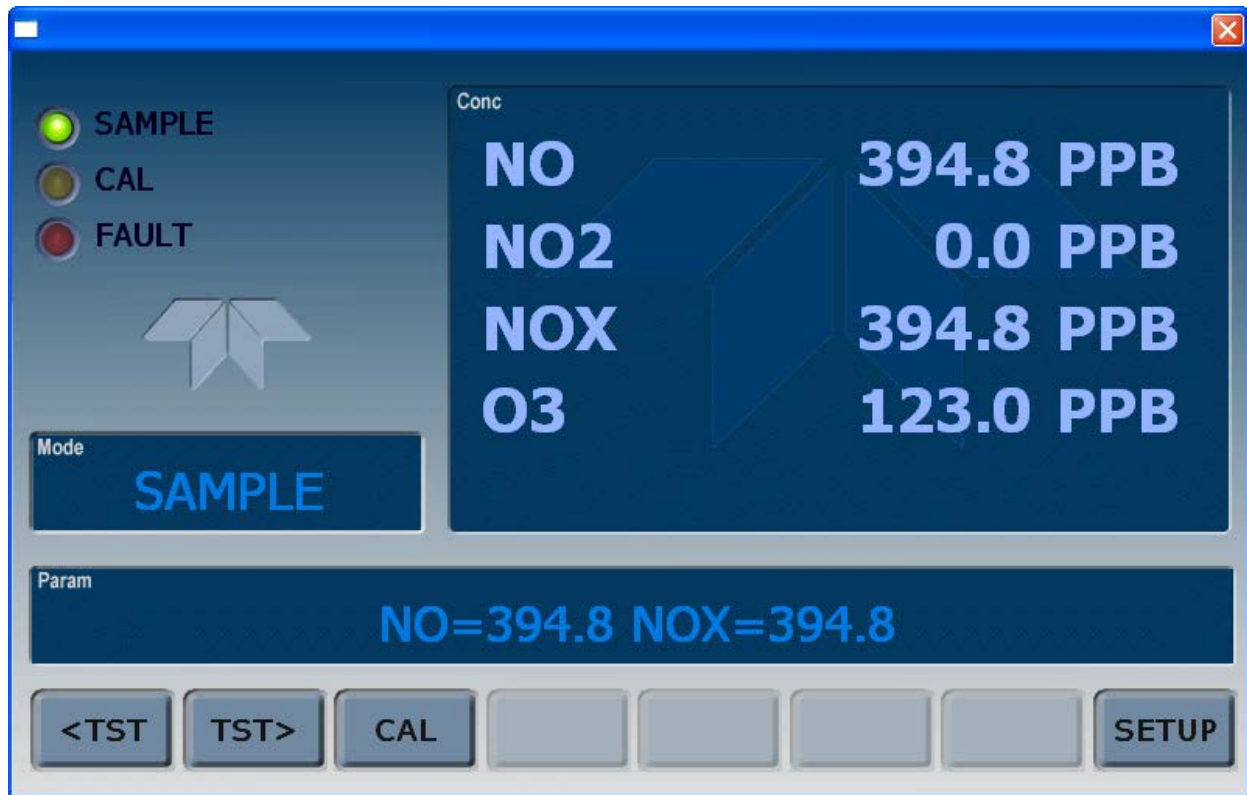 SAMPLE
CAL
FAULT
Conc
NO 394.8 PPB
NO2 0.0 PPB
NOX 394.8 PPB
O3 123.0 PPB
Mode
SAMPLE
Param
NO=394.8 NOX=394.8
<TST TST> CAL SETUP